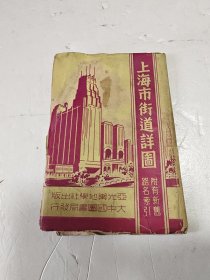 上海市街道詳圖
附有新舊
路名索引
亞光輿地學社出版
大中國圖書局發行